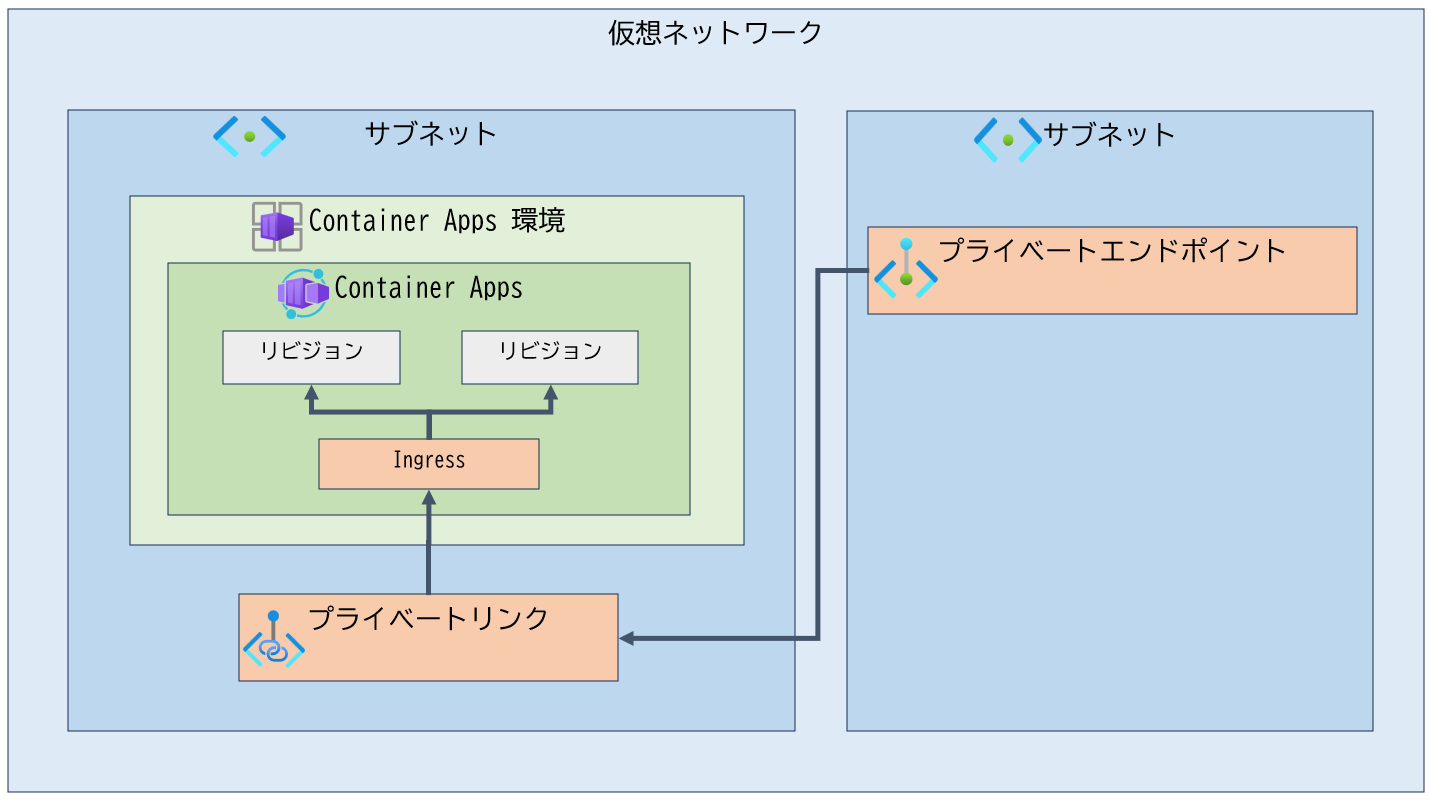 仮想ネットワーク
サブネット
Container Apps 環境
Container Apps
リビジョン
リビジョン
Ingress
プライベートリンク
サブネット
プライベートエンドポイント